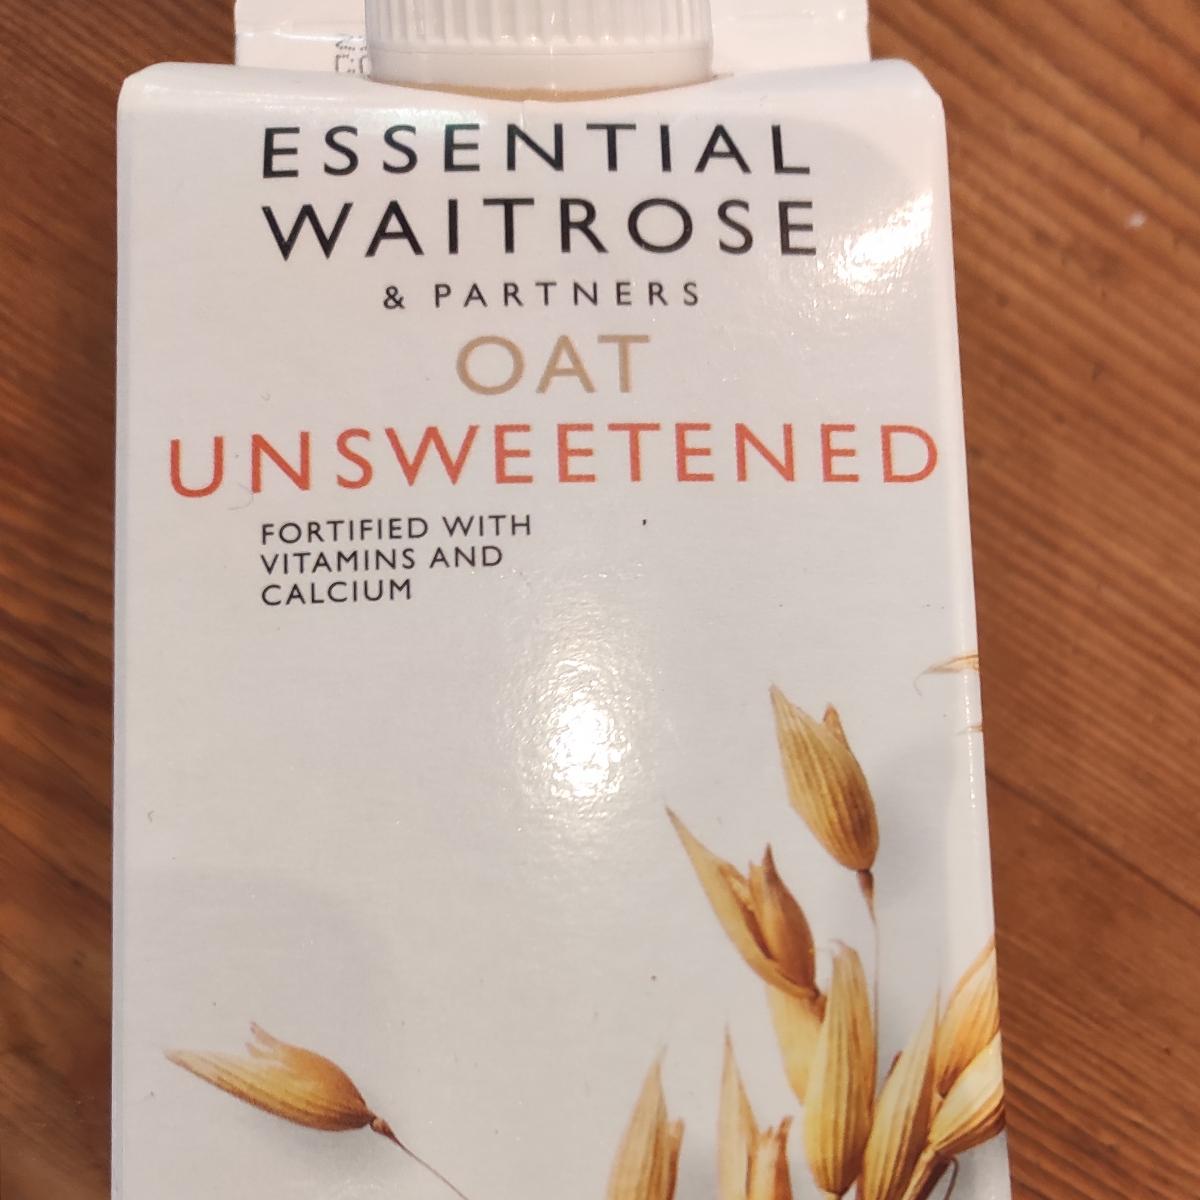 ESSENTIAL
WAITROSE
& PARTNERS
OAT
UNSWEETENED
FORTIFIED WITH
VITAMINS AND
CALCIUM